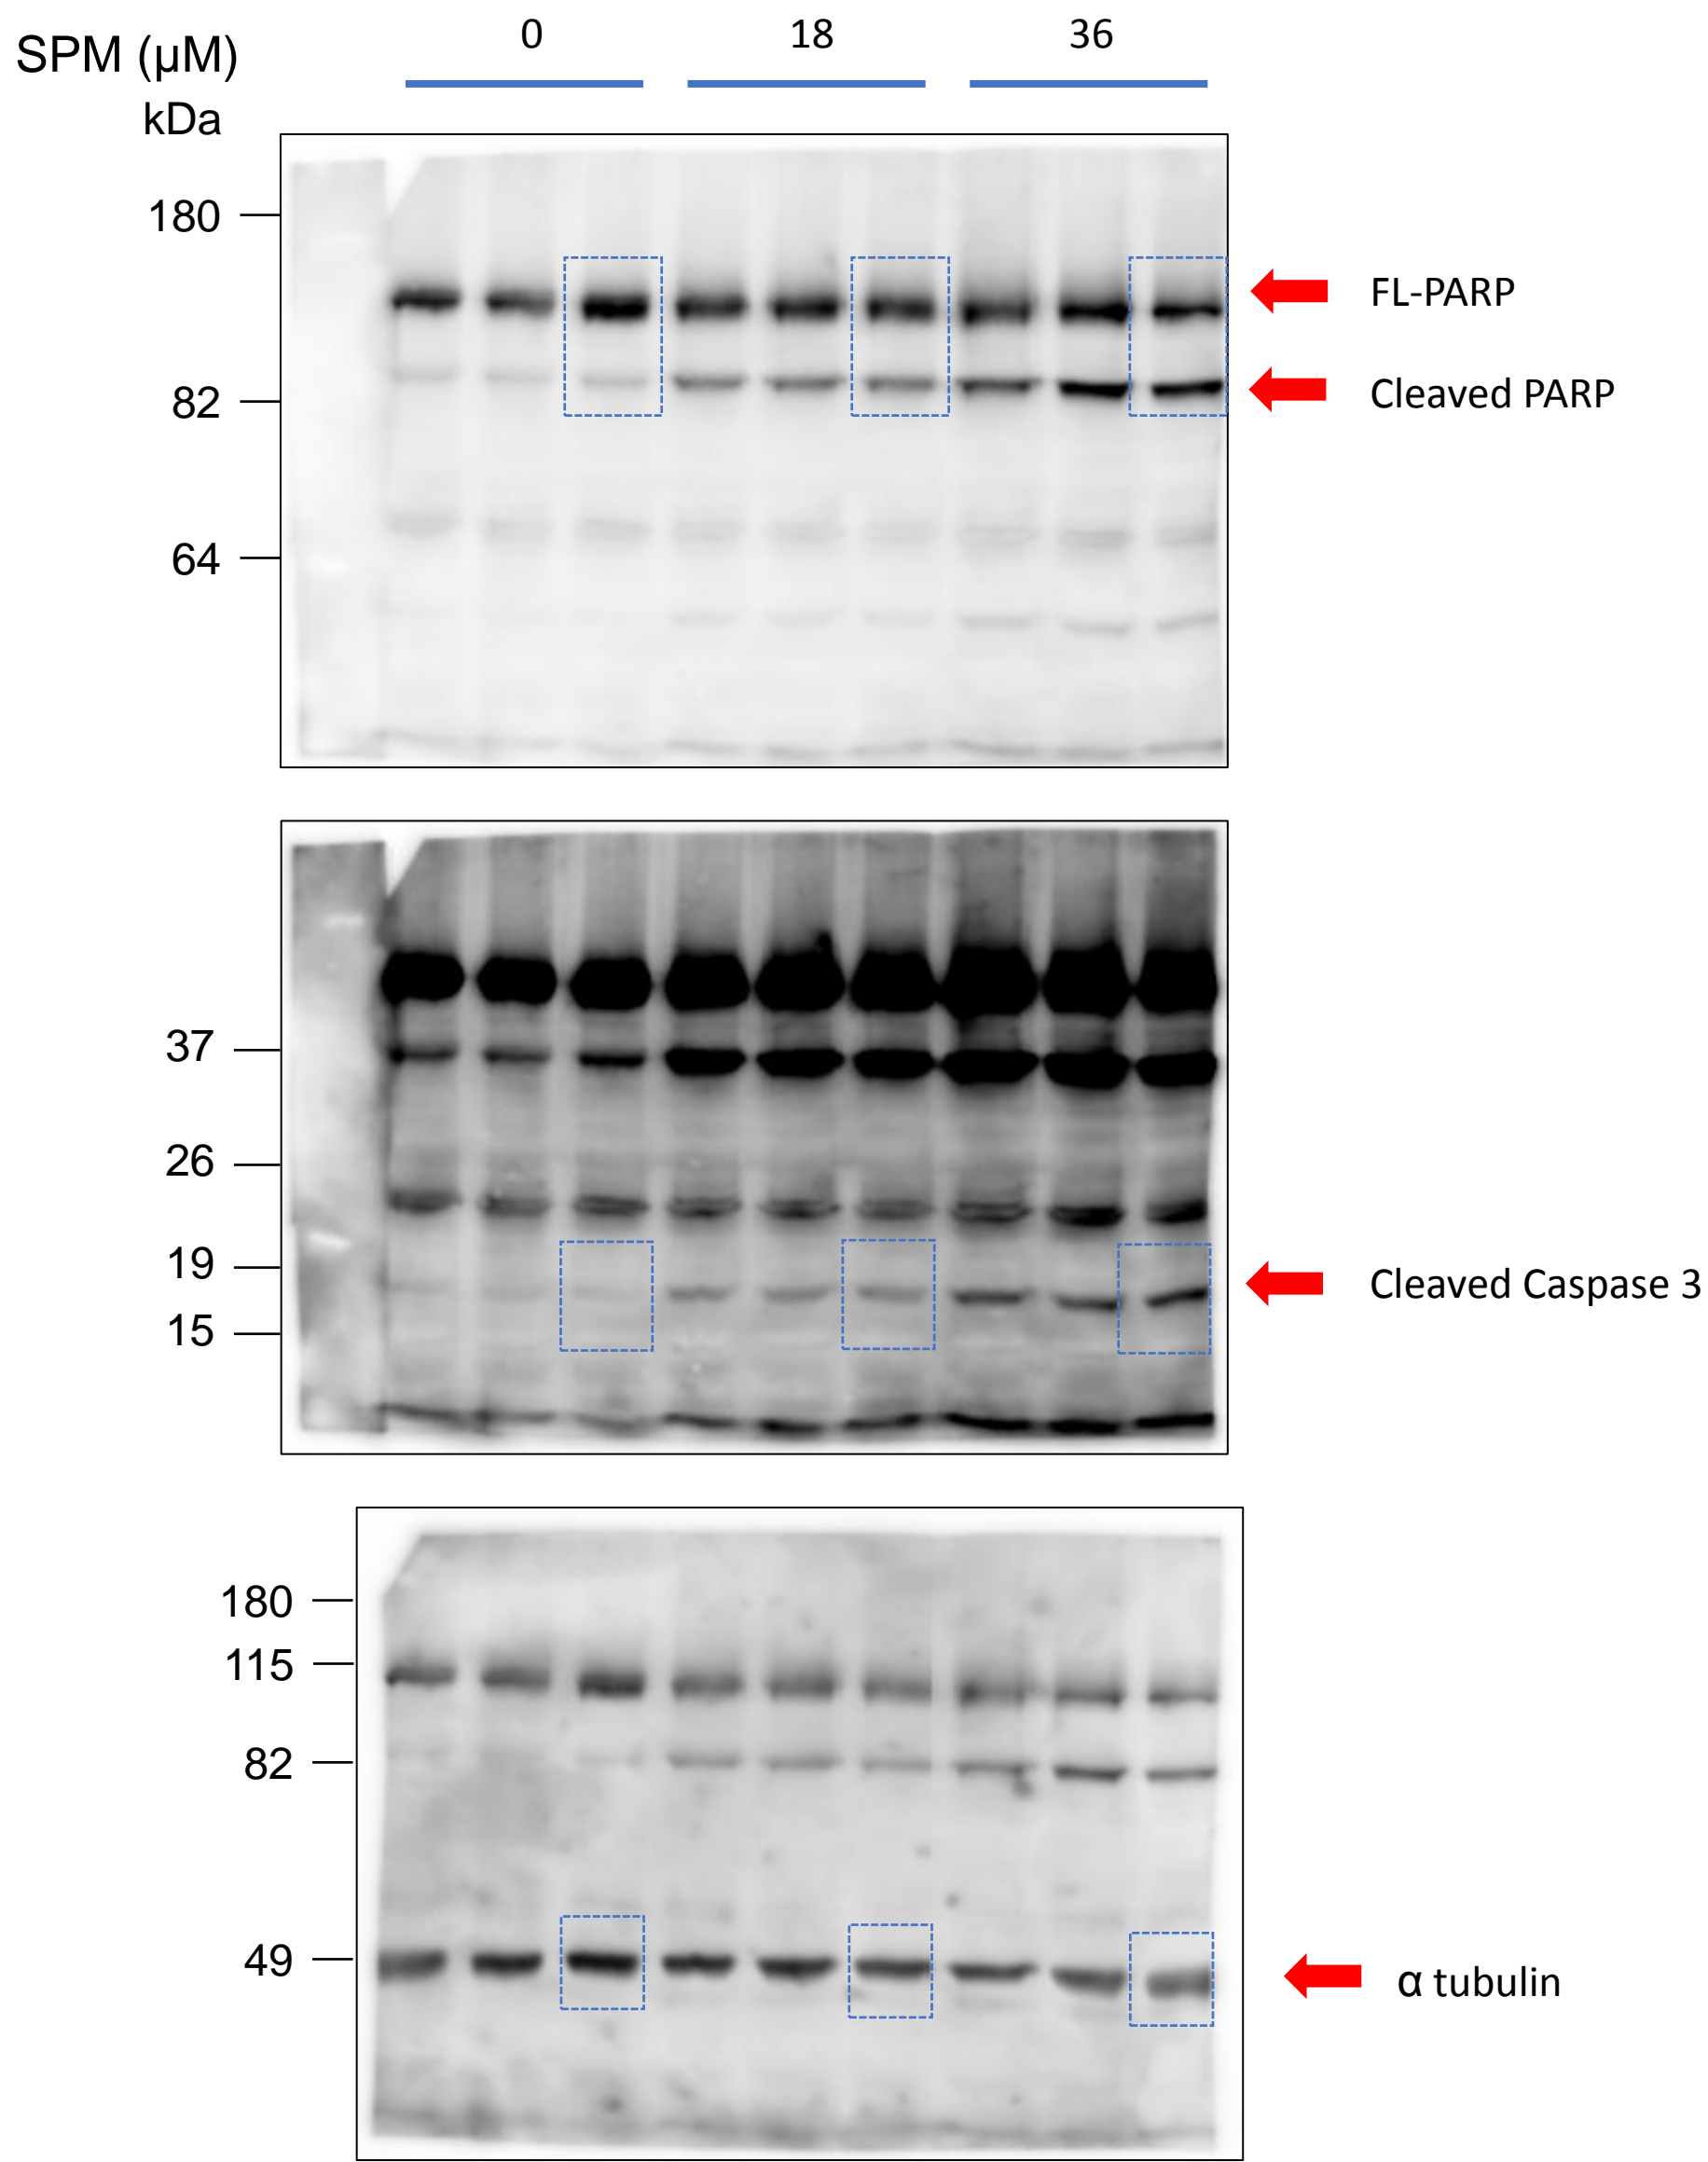 SPM (µM)
0
18
36
kDa
180
FL-PARP
82
Cleaved PARP
64
37
26
19
Cleaved Caspase 3
15
180
115
82
49
α tubulin